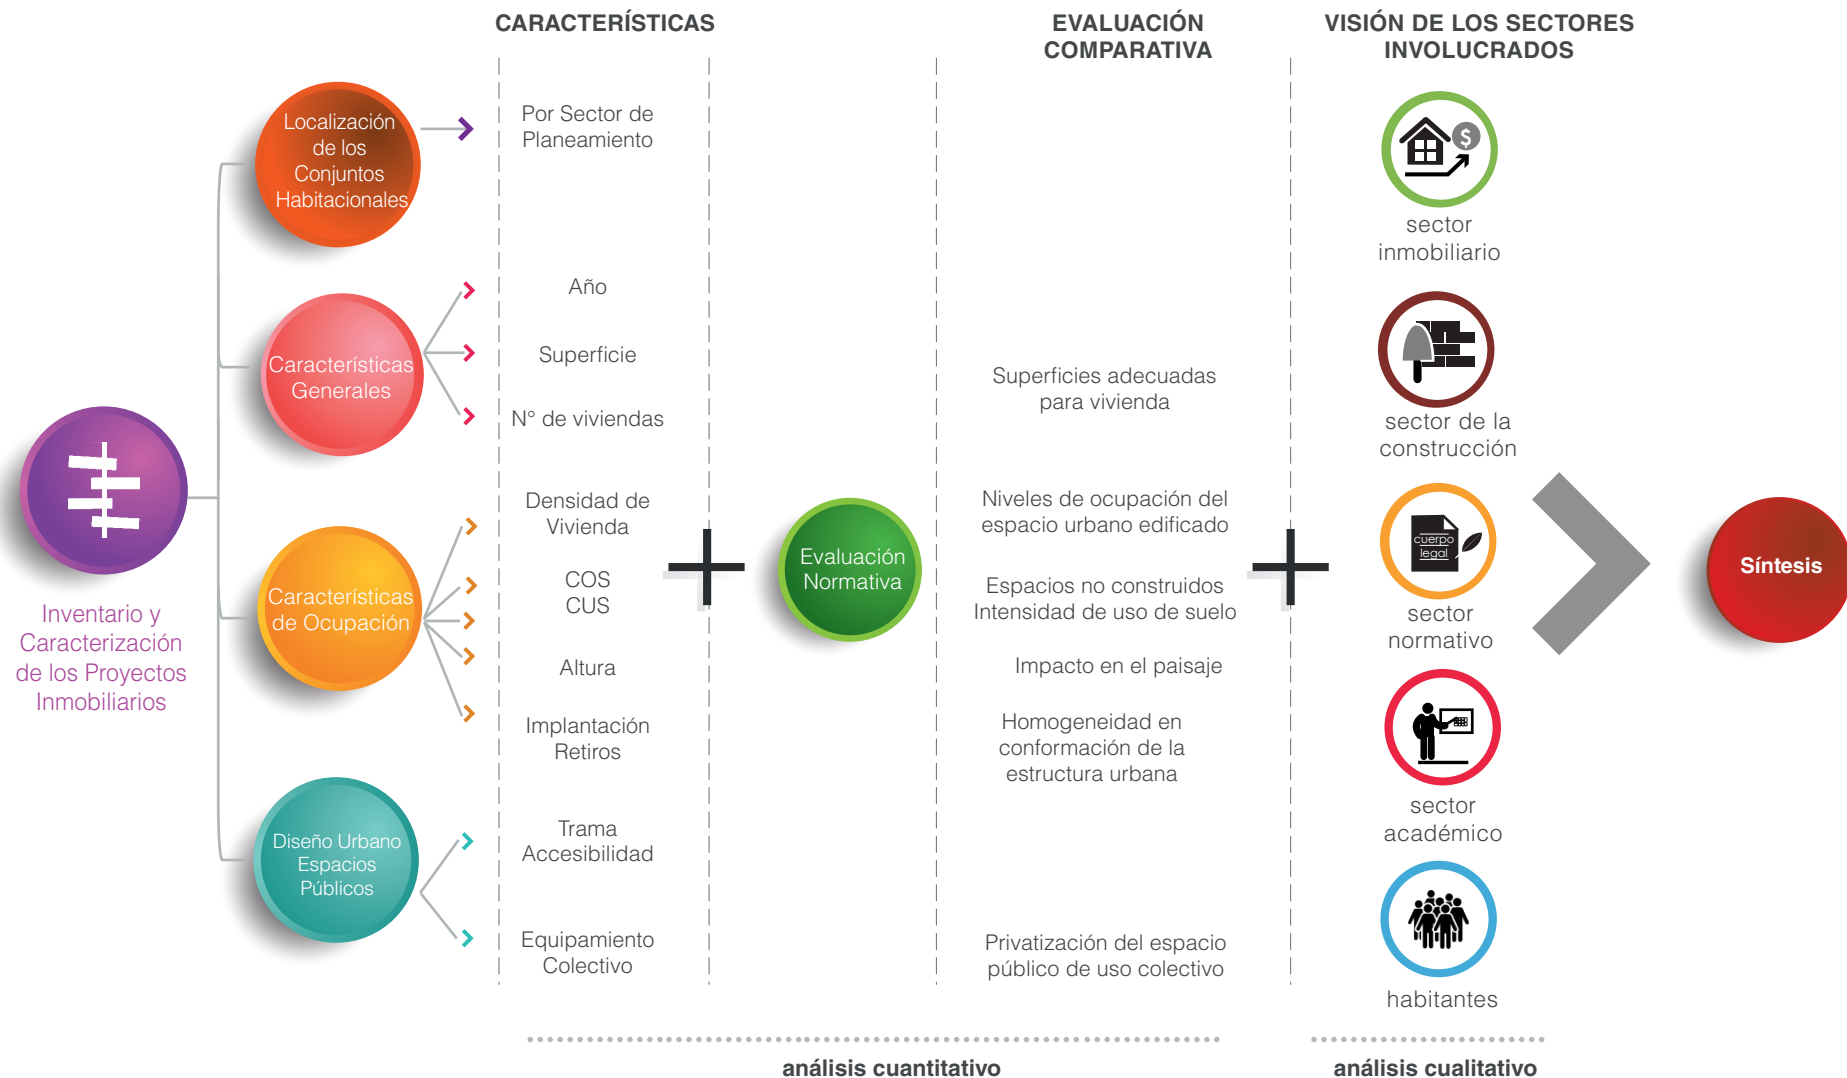 CARACTERÍSTICAS
EVALUACIÓN
COMPARATIVA
VISIÓN DE LOS SECTORES
INVOLUCRADOS
Inventario y
Caracterización
de los Proyectos
Inmobiliarios
Localización
de los
Conjuntos
Habitacionales
Características
Generales
Características
de Ocupación
Diseño Urbano
Espacios
Públicos
Por Sector de
Planeamiento
Año
Superficie
N° de viviendas
Densidad de
Vivienda
COS
CUS
Altura
Implantación
Retiros
Trama
Accesibilidad
Equipamiento
Colectivo
Evaluación
Normativa
Superficies adecuadas
para vivienda
Niveles de ocupación del
espacio urbano edificado
Espacios no construidos
Intensidad de uso de suelo
Impacto en el paisaje
Homogeneidad en
conformación de la
estructura urbana
Privatización del espacio
público de uso colectivo
$
sector
inmobiliario
sector de la
construcción
cuerpo
legal
sector
normativo
sector
académico
habitantes
Síntesis
análisis cuantitativo
análisis cualitativo